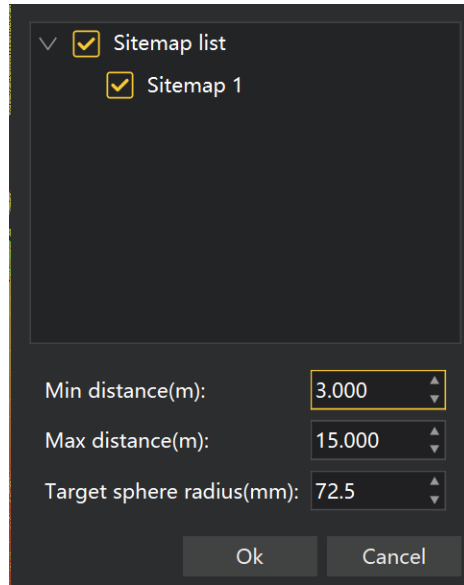 Sitemap list
Sitemap 1
Min distance(m): 3.000
Max distance(m): 15.000
Target sphere radius(mm): 72.5
Ok Cancel